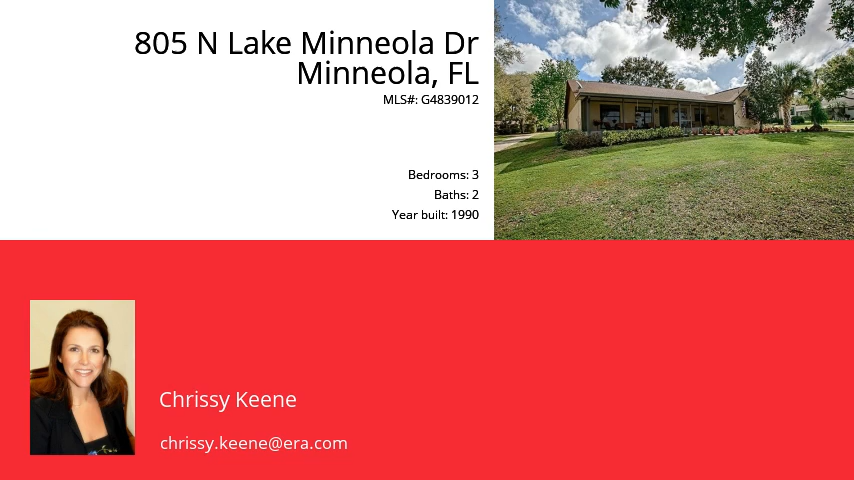 805 N Lake Minneola Dr
Minneola, FL
MLS#: G4839012
Bedrooms: 3
Baths: 2
Year built: 1990
Chrissy Keene
chrissy.keene@era.com